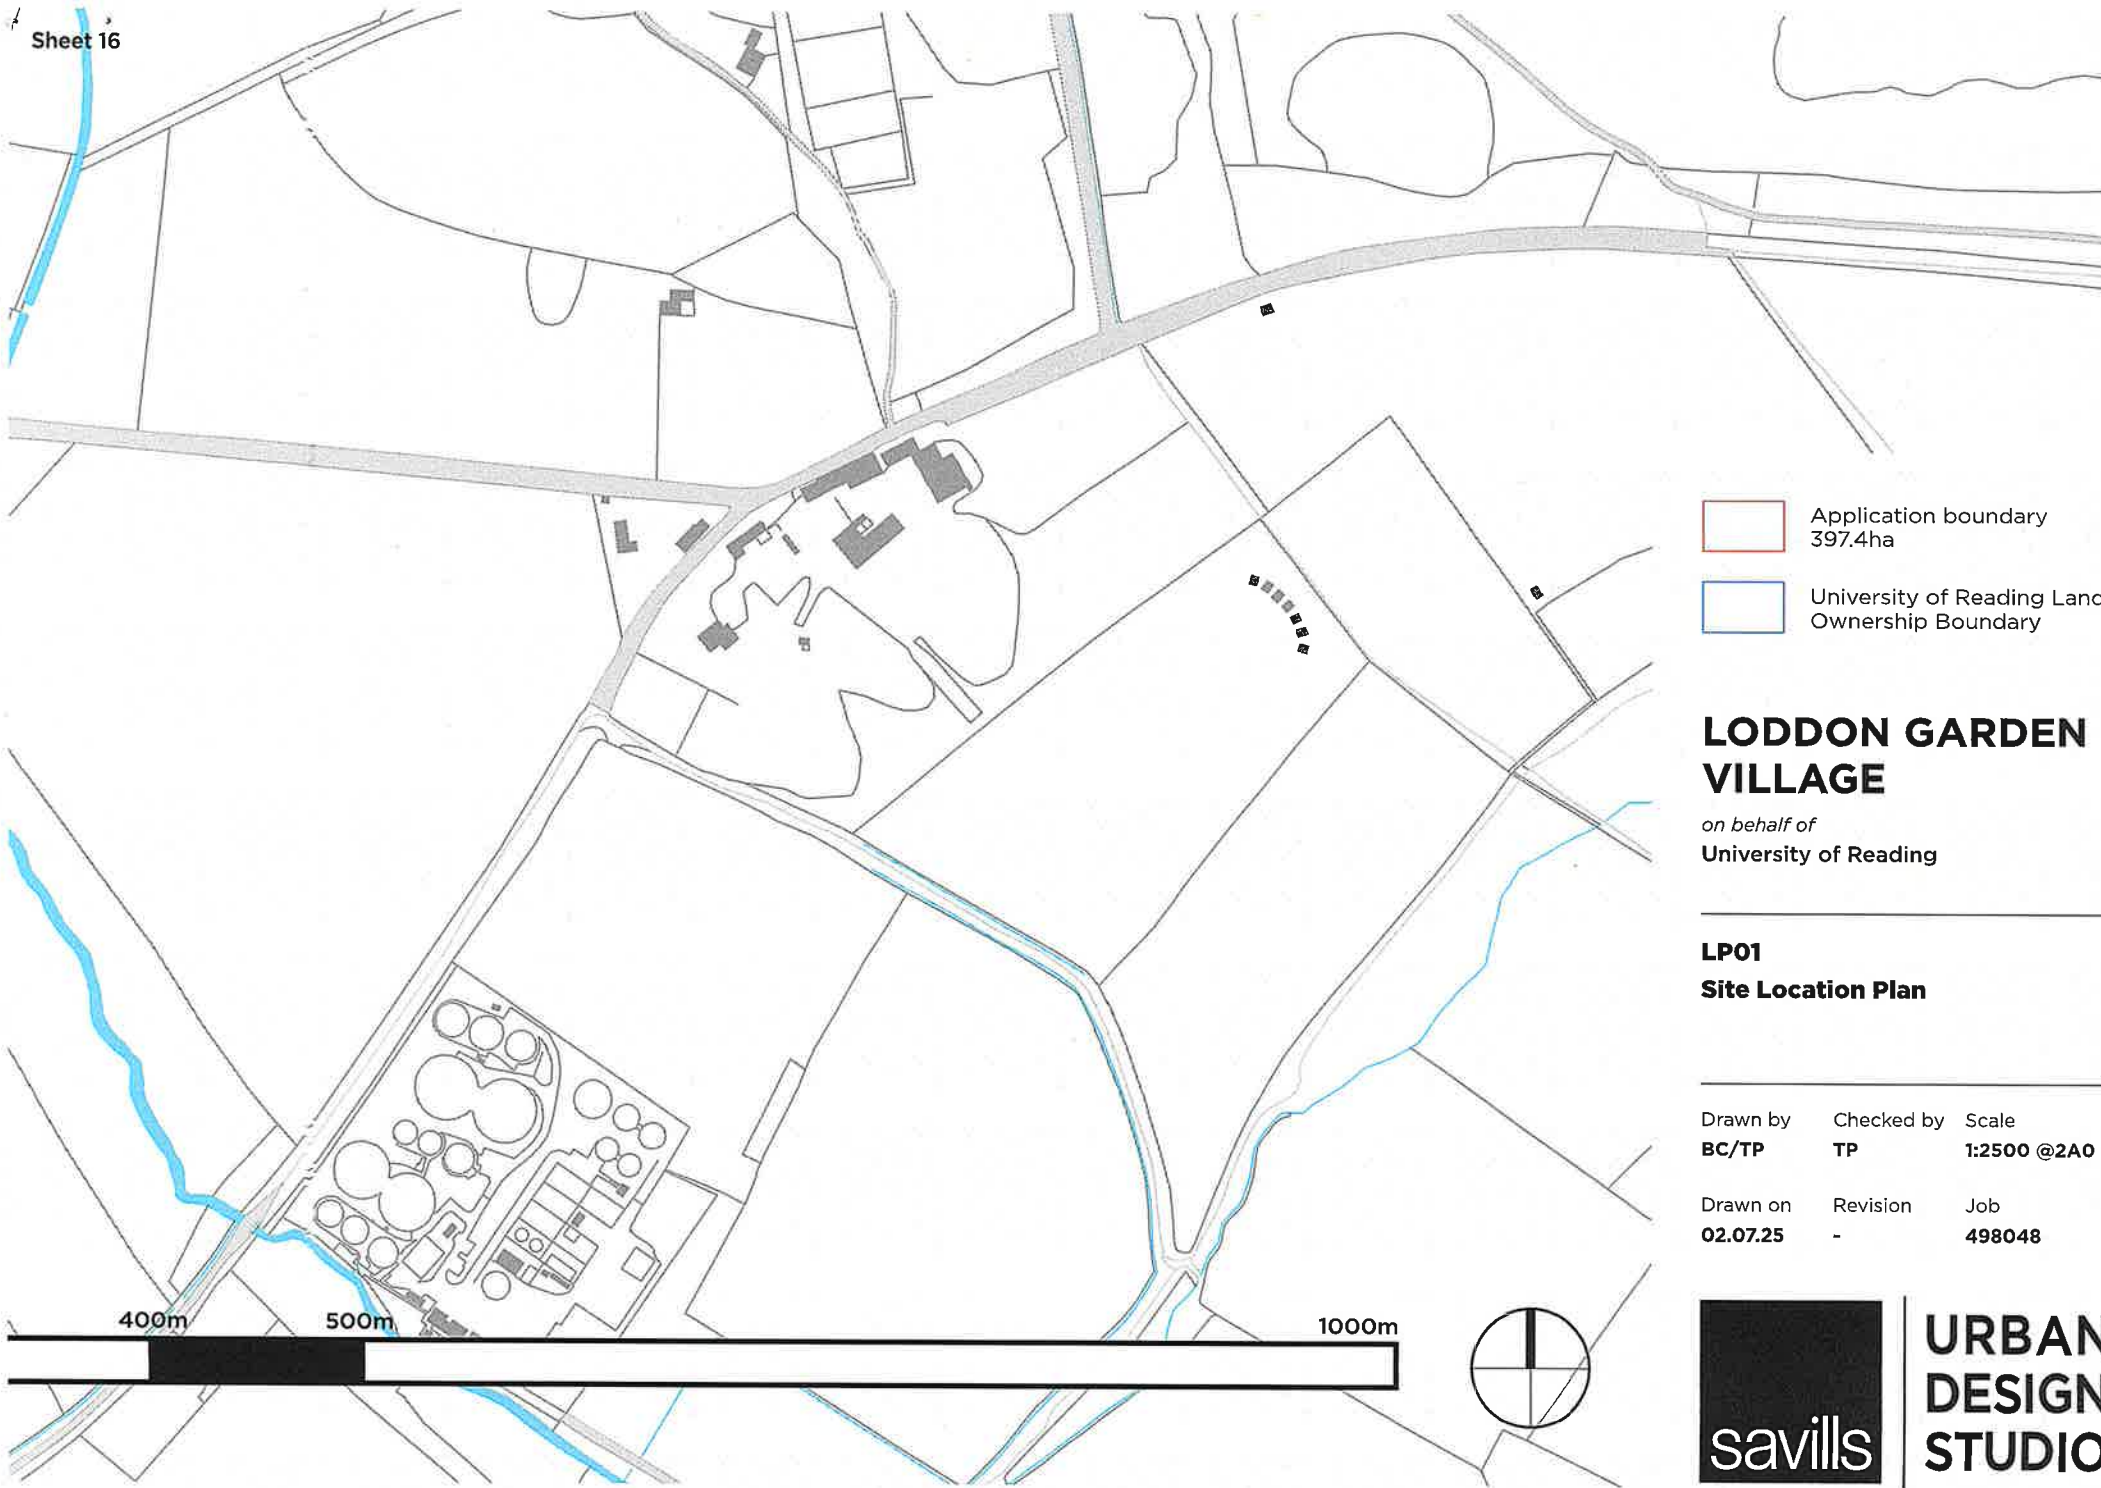 Sheet 16
Application boundary
397.4ha
University of Reading Land
Ownership Boundary
LODDON GARDEN
VILLAGE
on behalf of
University of Reading
LP01
Site Location Plan
Drawn by Checked by Scale
BC/TP TP 1:2500 @2A0
Drawn on Revision Job
02.07.25 - 498048
400m 500m 1000m
savills
URBAN
DESIGN
STUDIO